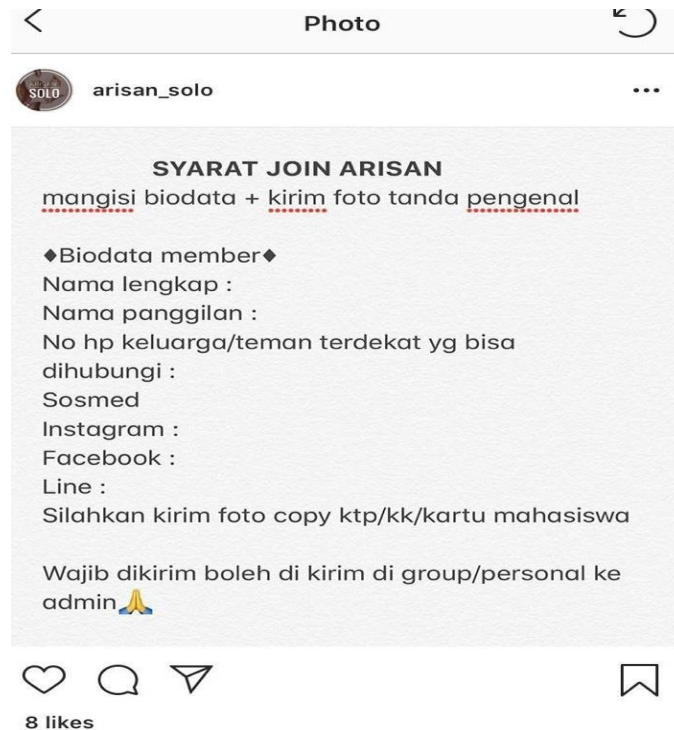 Photo
SOLO
arisan_solo
SYARAT JOIN ARISAN
mangisi biodata + kirim foto tanda pengenal
◆Biodata member◆
Nama lengkap :
Nama panggilan :
No hp keluarga/teman terdekat yg bisa
dihubungi :
Sosmed
Instagram :
Facebook :
Line :
Silahkan kirim foto copy ktp/kk/kartu mahasiswa
Wajib dikirim boleh di kirim di group/personal ke
admin🙏
8 likes